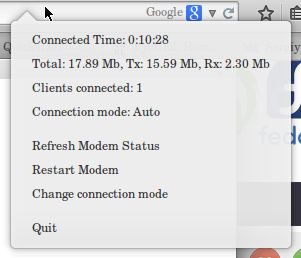 Google
Connected Time: 0:10:28
Total: 17.89 Mb, Tx: 15.59 Mb, Rx: 2.30 Mb
Clients connected: 1
Connection mode: Auto
Refresh Modem Status
Restart Modem
Change connection mode
Quit